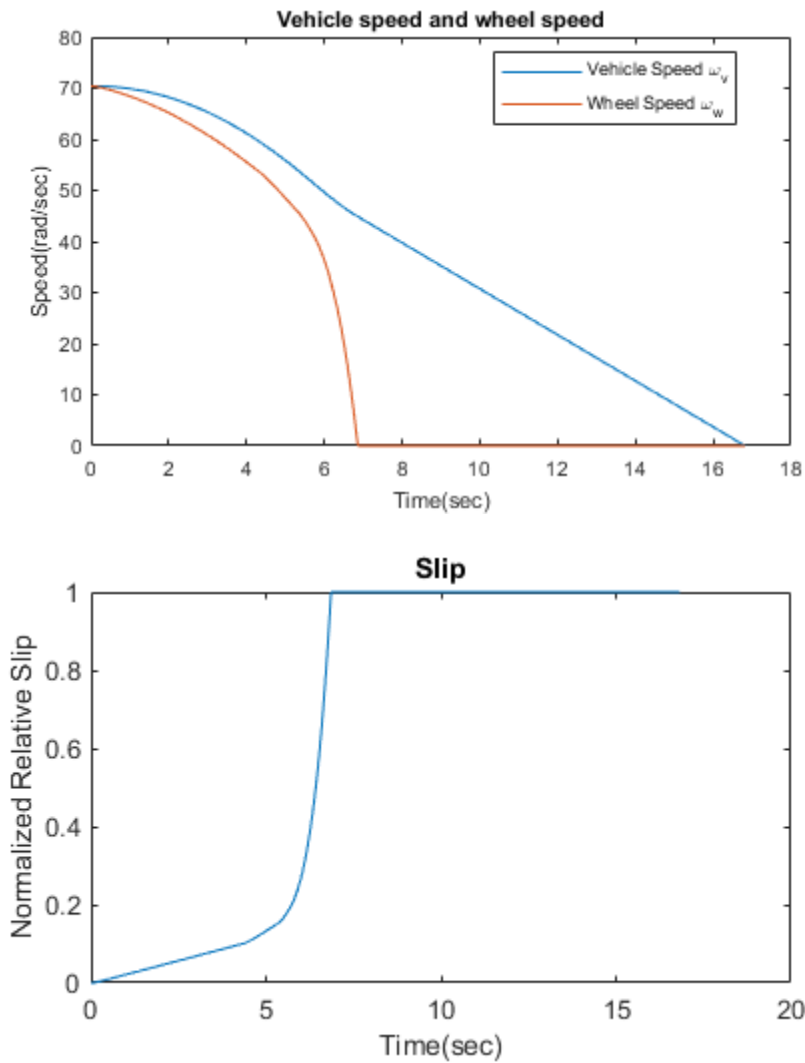 Vehicle speed and wheel speed
80
70
60
50
40
30
20
10
0
Speed(rad/sec)
Vehicle Speed ω_v
Wheel Speed ω_w
0 2 4 6 8 10 12 14 16 18
Time(sec)
Slip
1
0.8
0.6
0.4
0.2
0
Normalized Relative Slip
0 5 10 15 20
Time(sec)